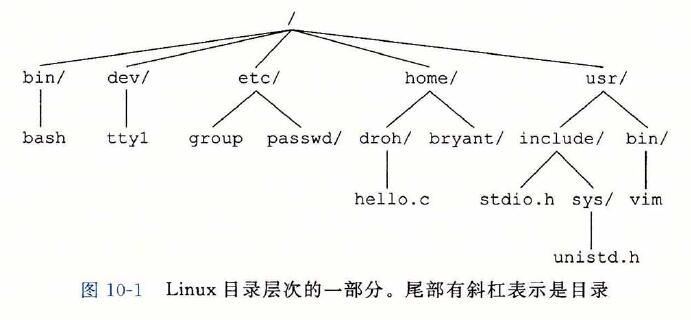 /
bin/ dev/ etc/ home/ usr/
bash tty1 group passwd/ droh/ bryant/ include/ bin/
hello.c stdio.h sys/ vim
unistd.h
图 10-1 Linux 目录层次的一部分。尾部有斜杠表示是目录